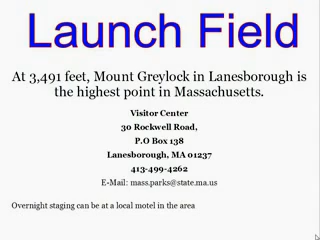 Launch Field
At 3,491 feet, Mount Greylock in Lanesborough is
the highest point in Massachusetts.
Visitor Center
30 Rockwell Road,
P.O Box 138
Lanesborough, MA 01237
413-499-4262
E-Mail: mass.parks@state.ma.us
Overnight staging can be at a local motel in the area